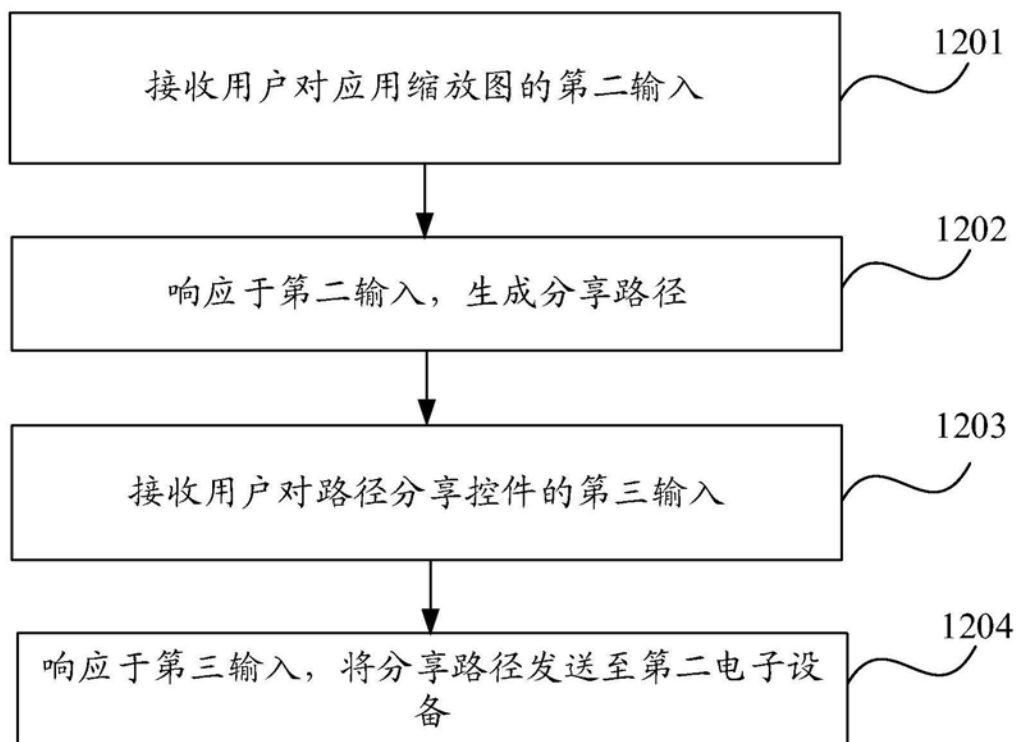 1201
接收用户对应用缩放图的第二输入
1202
响应于第二输入，生成分享路径
1203
接收用户对路径分享控件的第三输入
1204
响应于第三输入，将分享路径发送至第二电子设
备